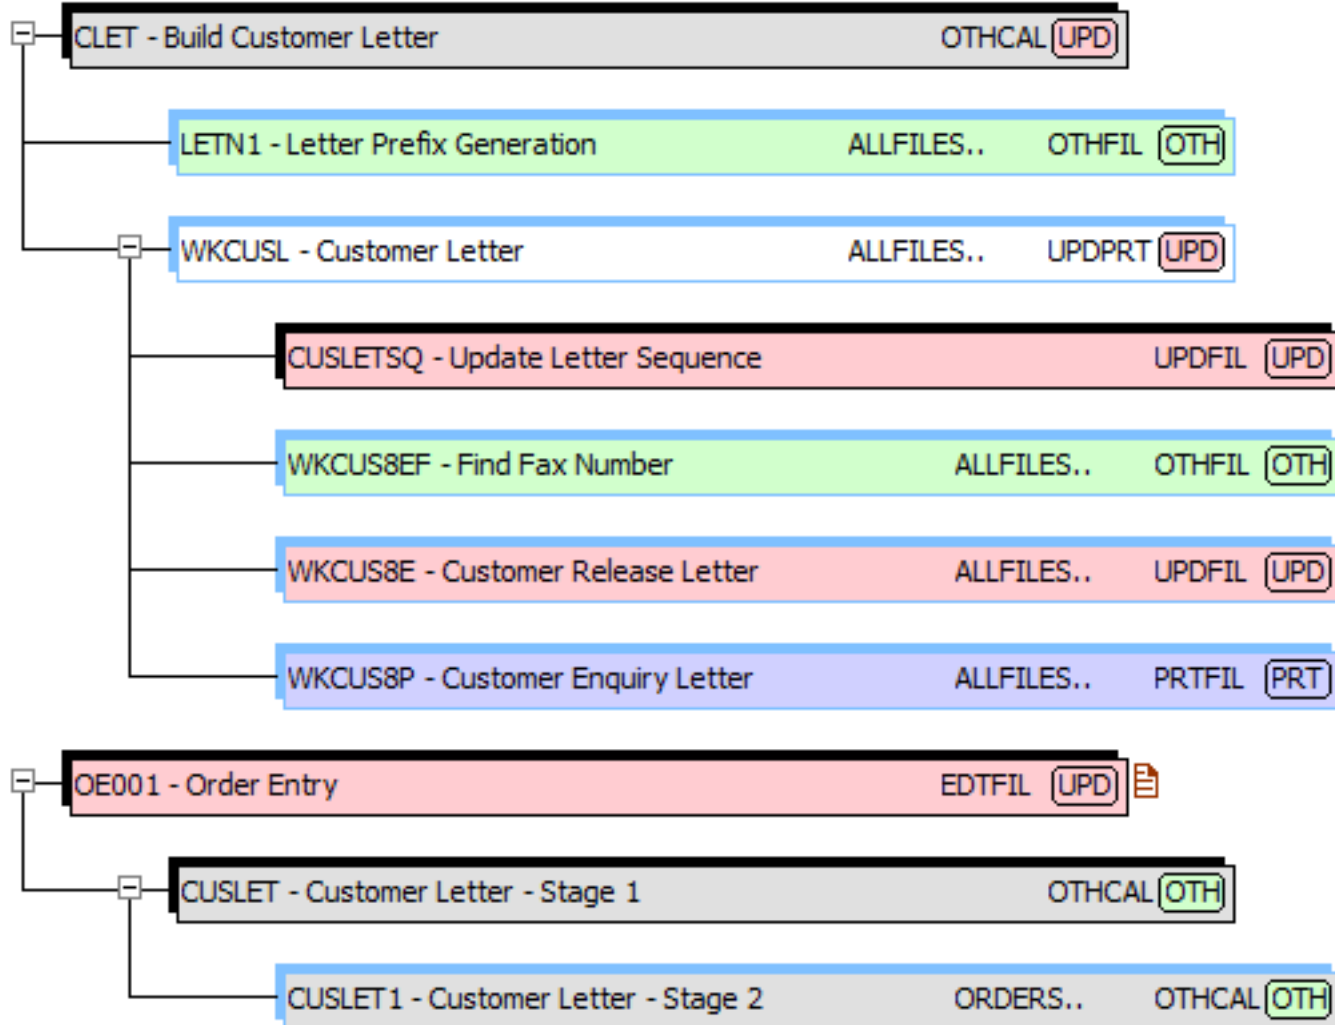 CLET - Build Customer Letter OTHCAL UPD
LETN1 - Letter Prefix Generation ALLFILES.. OTHFIL OTH
WKCUSL - Customer Letter ALLFILES.. UPDPRT UPD
CUSLETSQ - Update Letter Sequence UPDFIL UPD
WKCUS8EF - Find Fax Number ALLFILES.. OTHFIL OTH
WKCUS8E - Customer Release Letter ALLFILES.. UPDFIL UPD
WKCUS8P - Customer Enquiry Letter ALLFILES.. PRTFIL PRT
OE001 - Order Entry EDTFIL UPD
CUSLET - Customer Letter - Stage 1 OTHCAL OTH
CUSLET1 - Customer Letter - Stage 2 ORDERS.. OTHCAL OTH